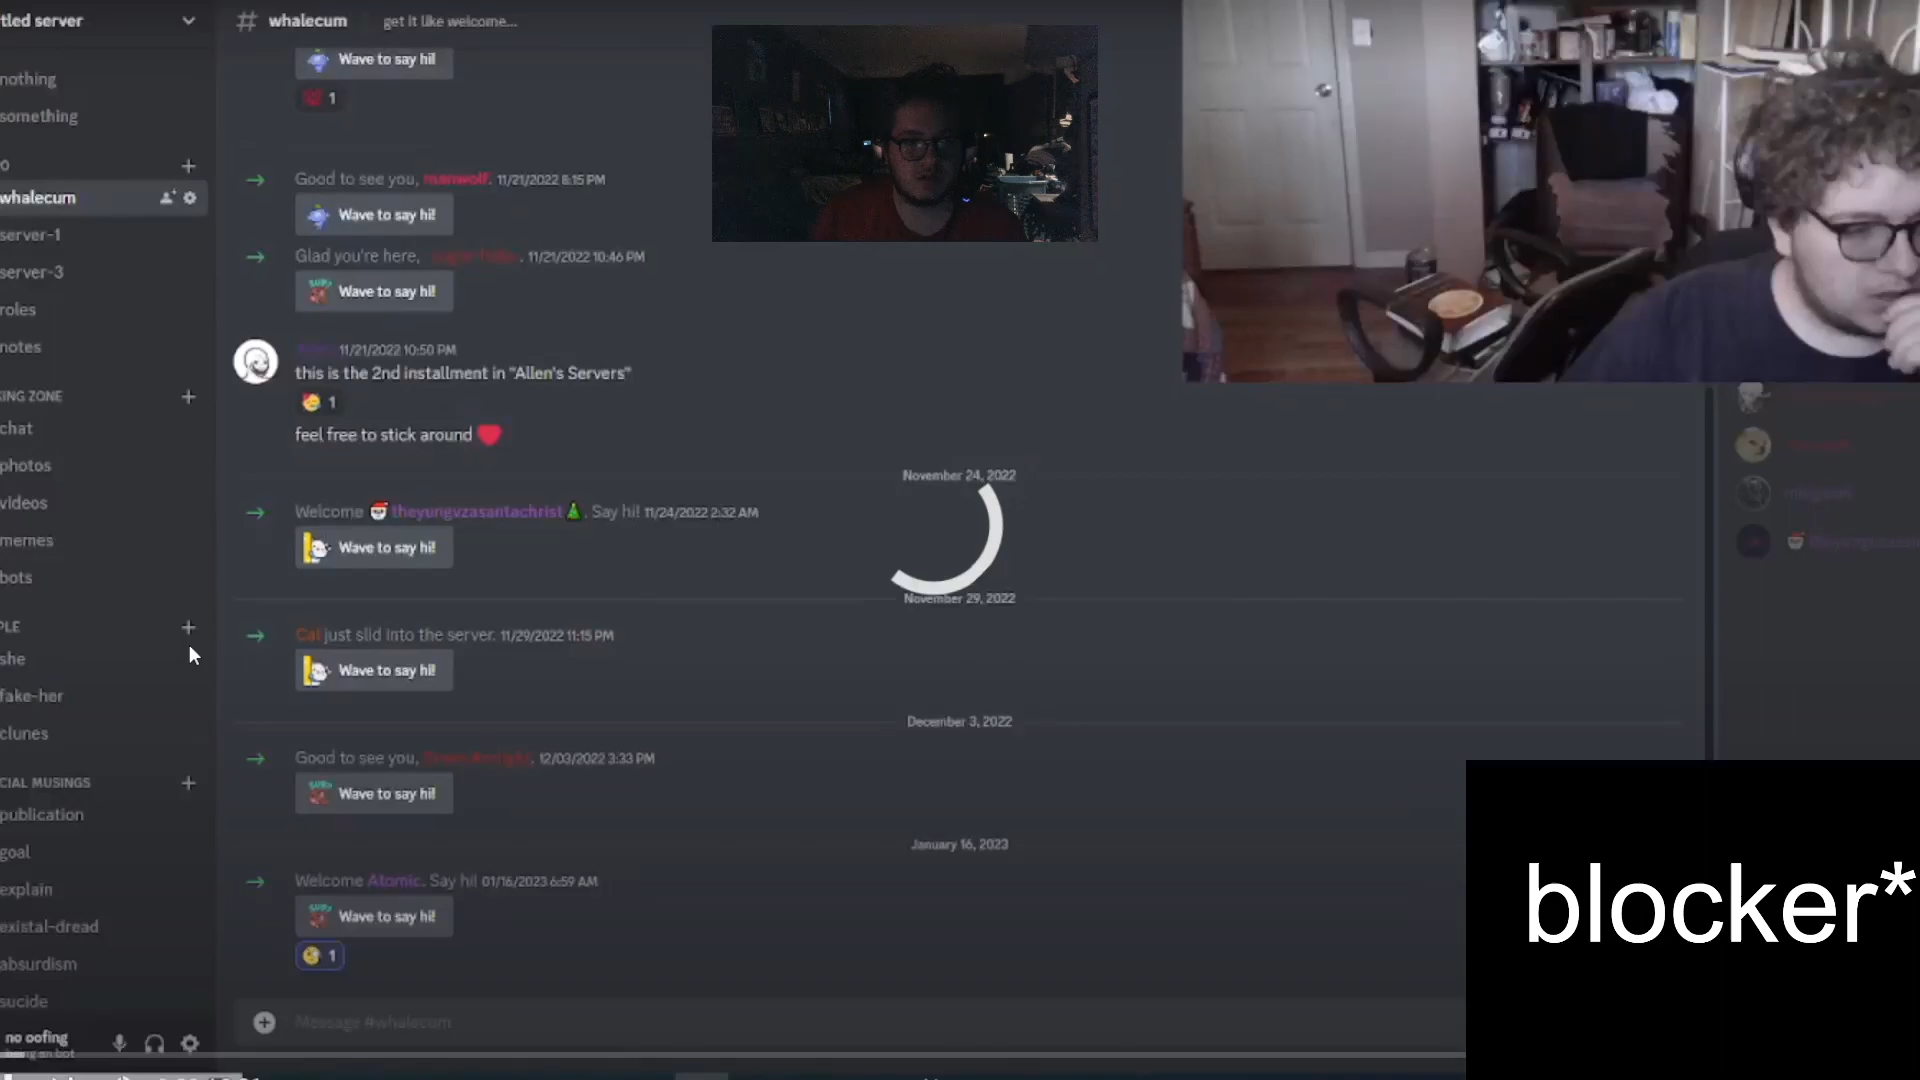 tled server
nothing
something
O
whalecum
server-1
server-3
roles
notes
KING ZONE
chat
photos
videos
memes
bots
PLE
she
fake-her
clunes
CIAL MUSINGS
publication
goal
explain
existal-dread
absurdism
sucide
no oofing
# whalecum get it like welcome...
Wave to say hi!
1
Good to see you, manwolf. 11/21/2022 8:15 PM
Wave to say hi!
Glad you're here, . 11/21/2022 10:46 PM
Wave to say hi!
11/21/2022 10:50 PM
this is the 2nd installment in "Allen's Servers"
1
feel free to stick around
November 24, 2022
Welcome theyungvzasantachrist. Say hi! 11/24/2022 2:32 AM
Wave to say hi!
November 29, 2022
Cal just slid into the server. 11/29/2022 11:15 PM
Wave to say hi!
December 3, 2022
Good to see you, . 12/03/2022 3:33 PM
Wave to say hi!
January 16, 2023
Welcome Atomic. Say hi! 01/16/2023 6:59 AM
Wave to say hi!
1
Message #whalecum
blocker*